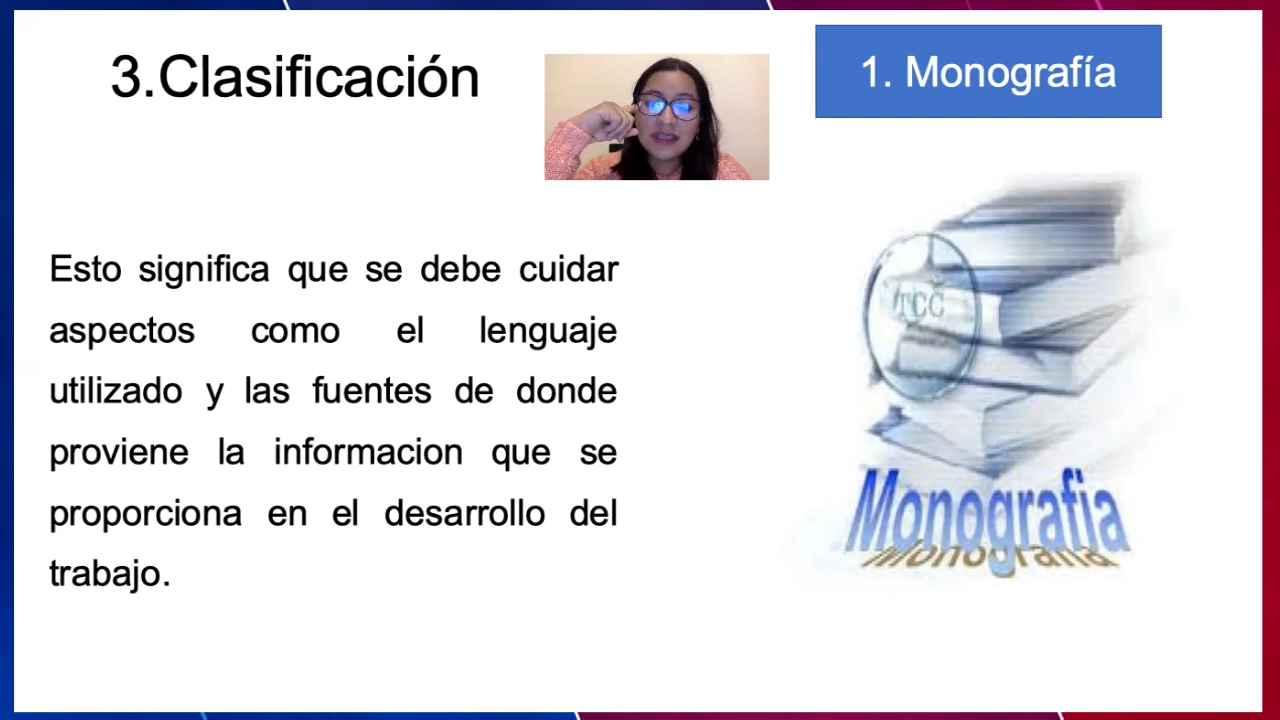 3.Clasificación
1. Monografía
Esto significa que se debe cuidar
aspectos como el lenguaje
utilizado y las fuentes de donde
proviene la informacion que se
proporciona en el desarrollo del
trabajo.
TCC
Monografia
Monografia